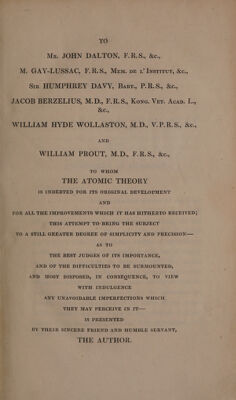 TO
Mr. JOHN DALTON, F.R.S., &c.,
M. GAY-LUSSAC, F.R.S., Mem. de l'Institut, &c.,
Sir HUMPHREY DAVY, Bart., P.R.S., &c.,
JACOB BERZELIUS, M.D., F.R.S., Kong. Vet. Acad. L.,
&c.,
WILLIAM HYDE WOLLASTON, M.D., V.P.R.S., &c.,
AND
WILLIAM PROUT, M.D., F.R.S., &c.,
TO WHOM
THE ATOMIC THEORY
IS INDEBTED FOR ITS ORIGINAL DEVELOPMENT
AND
FOR ALL THE IMPROVEMENTS WHICH IT HAS HITHERTO RECEIVED;
THIS ATTEMPT TO BRING THE SUBJECT
TO A STILL GREATER DEGREE OF SIMPLICITY AND PRECISION—
AS TO
THE BEST JUDGES OF ITS IMPORTANCE,
AND OF THE DIFFICULTIES TO BE SURMOUNTED,
AND MOST DISPOSED, IN CONSEQUENCE, TO VIEW
WITH INDULGENCE
ANY UNAVOIDABLE IMPERFECTIONS WHICH
THEY MAY PERCEIVE IN IT—
IS PRESENTED
BY THEIR SINCERE FRIEND AND HUMBLE SERVANT,
THE AUTHOR.